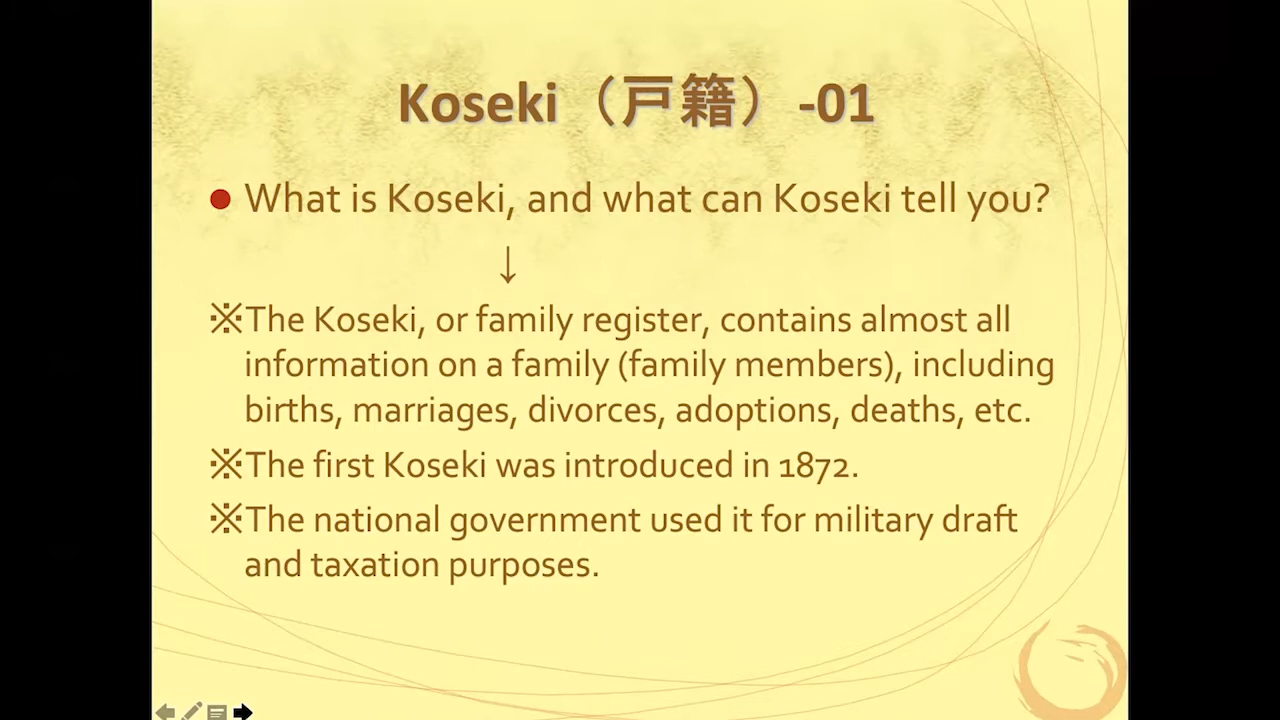 Koseki（戸籍）-01
● What is Koseki, and what can Koseki tell you?
↓
※The Koseki, or family register, contains almost all
information on a family (family members), including
births, marriages, divorces, adoptions, deaths, etc.
※The first Koseki was introduced in 1872.
※The national government used it for military draft
and taxation purposes.